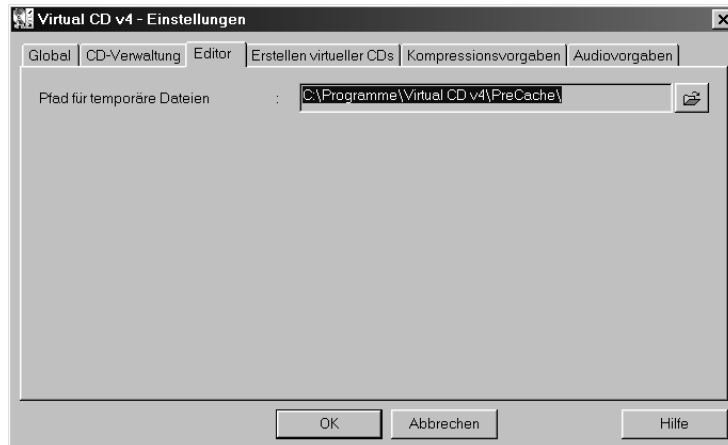 Virtual CD v4 - Einstellungen
Global CD-Verwaltung Editor Erstellen virtueller CDs Kompressionsvorgaben Audiovorgaben
Pfad für temporäre Dateien : C:\Programme\Virtual CD v4\PreCache\
OK Abbrechen Hilfe